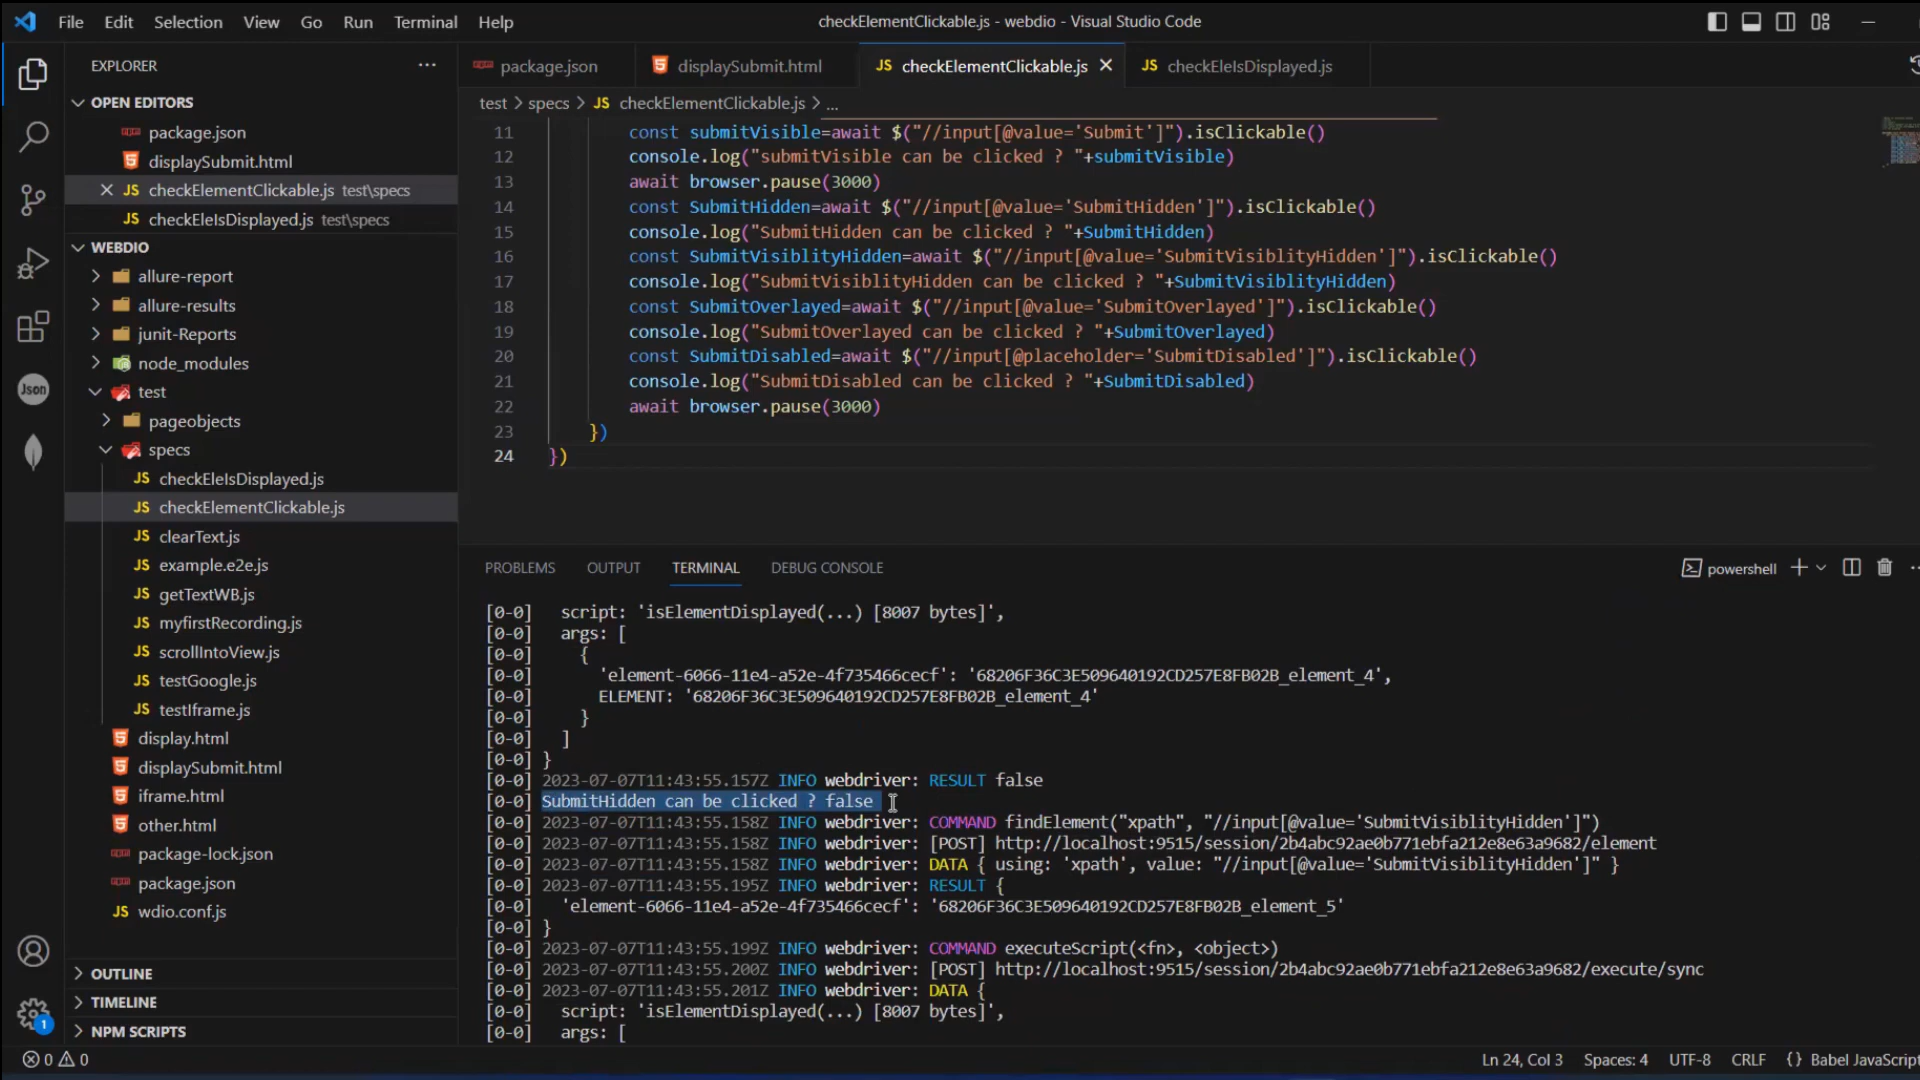 File Edit Selection View Go Run Terminal Help
checkElementClickable.js - webdio - Visual Studio Code
EXPLORER
OPEN EDITORS
package.json
displaySubmit.html
JS checkElementClickable.js test\specs
JS checkEleIsDisplayed.js test\specs
WEBDIO
allure-report
allure-results
junit-Reports
node_modules
test
pageobjects
specs
JS checkEleIsDisplayed.js
JS checkElementClickable.js
JS clearText.js
JS example.e2e.js
JS getTextWB.js
JS myfirstRecording.js
JS scrollIntoView.js
JS testGoogle.js
JS testIframe.js
display.html
displaySubmit.html
iframe.html
other.html
package-lock.json
package.json
JS wdio.conf.js
OUTLINE
TIMELINE
NPM SCRIPTS
Json
1
package.json
displaySubmit.html
JS checkElementClickable.js
JS checkEleIsDisplayed.js
test > specs > JS checkElementClickable.js > ...
11 const submitVisible=await $("//input[@value='Submit']").isClickable()
12 console.log("submitVisible can be clicked ? "+submitVisible)
13 await browser.pause(3000)
14 const SubmitHidden=await $("//input[@value='SubmitHidden']").isClickable()
15 console.log("SubmitHidden can be clicked ? "+SubmitHidden)
16 const SubmitVisiblityHidden=await $("//input[@value='SubmitVisiblityHidden']").isClickable()
17 console.log("SubmitVisiblityHidden can be clicked ? "+SubmitVisiblityHidden)
18 const SubmitOverlayed=await $("//input[@value='SubmitOverlayed']").isClickable()
19 console.log("SubmitOverlayed can be clicked ? "+SubmitOverlayed)
20 const SubmitDisabled=await $("//input[@placeholder='SubmitDisabled']").isClickable()
21 console.log("SubmitDisabled can be clicked ? "+SubmitDisabled)
22 await browser.pause(3000)
23 })
24 })
PROBLEMS OUTPUT TERMINAL DEBUG CONSOLE
powershell
[0-0] script: 'isElementDisplayed(...) [8007 bytes]',
[0-0] args: [
[0-0] {
[0-0] 'element-6066-11e4-a52e-4f735466cecf': '68206F36C3E509640192CD257E8FB02B_element_4',
[0-0] ELEMENT: '68206F36C3E509640192CD257E8FB02B_element_4'
[0-0] }
[0-0] ]
[0-0] }
[0-0] 2023-07-07T11:43:55.157Z INFO webdriver: RESULT false
[0-0] SubmitHidden can be clicked ? false
[0-0] 2023-07-07T11:43:55.158Z INFO webdriver: COMMAND findElement("xpath", "//input[@value='SubmitVisiblityHidden']")
[0-0] 2023-07-07T11:43:55.158Z INFO webdriver: [POST] http://localhost:9515/session/2b4abc92ae0b771ebfa212e8e63a9682/element
[0-0] 2023-07-07T11:43:55.158Z INFO webdriver: DATA { using: 'xpath', value: "//input[@value='SubmitVisiblityHidden']" }
[0-0] 2023-07-07T11:43:55.195Z INFO webdriver: RESULT {
[0-0] 'element-6066-11e4-a52e-4f735466cecf': '68206F36C3E509640192CD257E8FB02B_element_5'
[0-0] }
[0-0] 2023-07-07T11:43:55.199Z INFO webdriver: COMMAND executeScript(<fn>, <object>)
[0-0] 2023-07-07T11:43:55.200Z INFO webdriver: [POST] http://localhost:9515/session/2b4abc92ae0b771ebfa212e8e63a9682/execute/sync
[0-0] 2023-07-07T11:43:55.201Z INFO webdriver: DATA {
[0-0] script: 'isElementDisplayed(...) [8007 bytes]',
[0-0] args: [
0 0
Ln 24, Col 3 Spaces: 4 UTF-8 CRLF {} Babel JavaScript